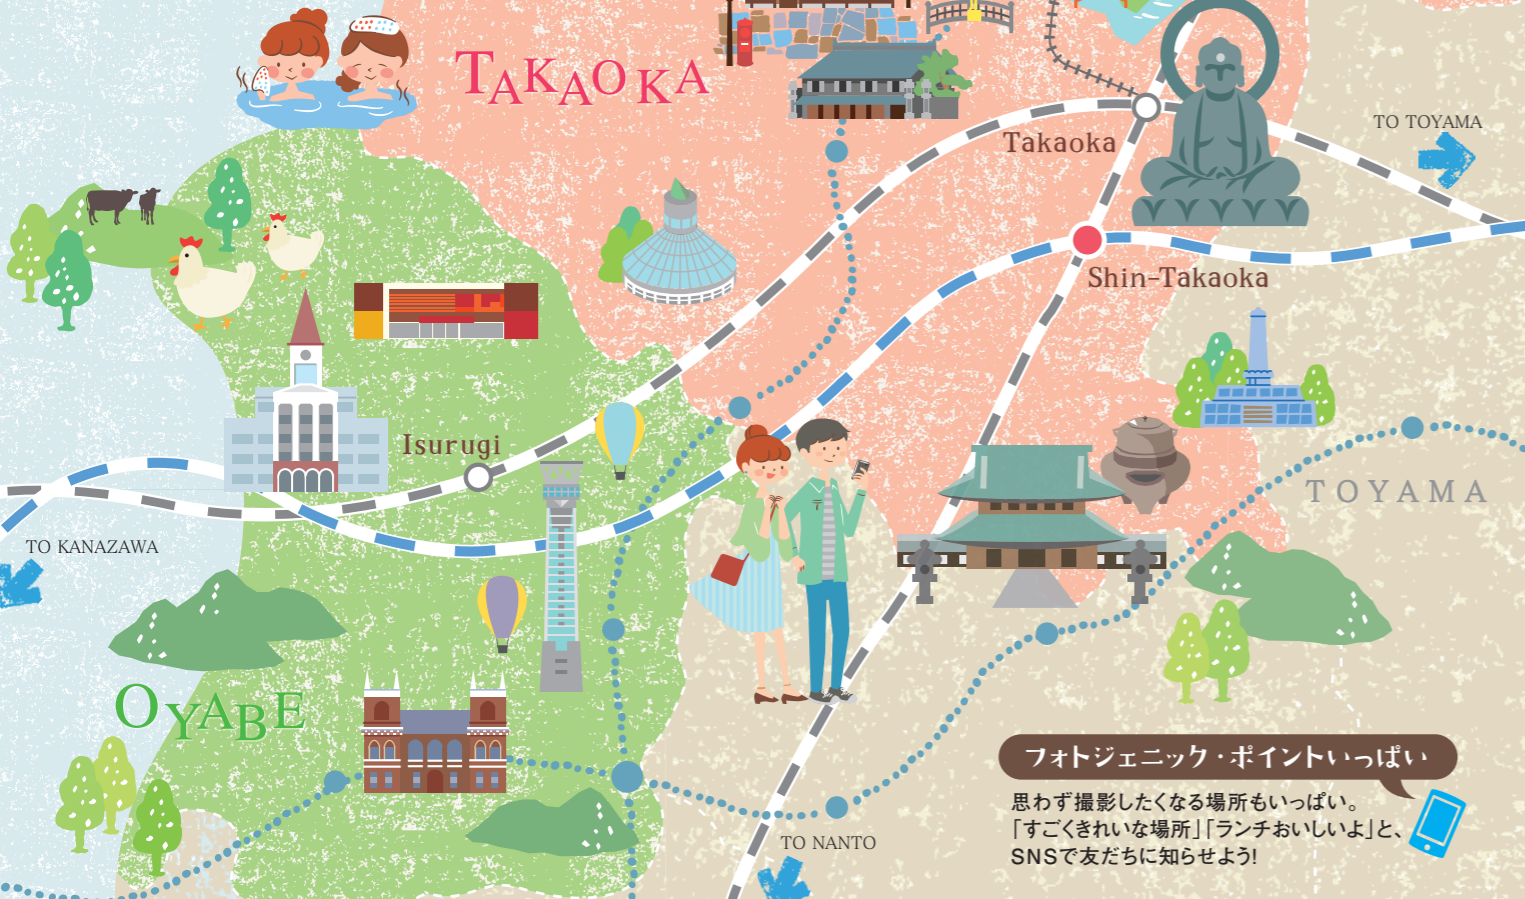 TAKAOKA
TO TOYAMA
Takaoka
Shin-Takaoka
Isurugi
TOYAMA
TO KANAZAWA
OYABE
フォトジェニック・ポイントいっぱい
思わず撮影したくなる場所もいっぱい。
「すごくきれいな場所」「ランチおいしいよ」と、
SNSで友だちに知らせよう!
TO NANTO